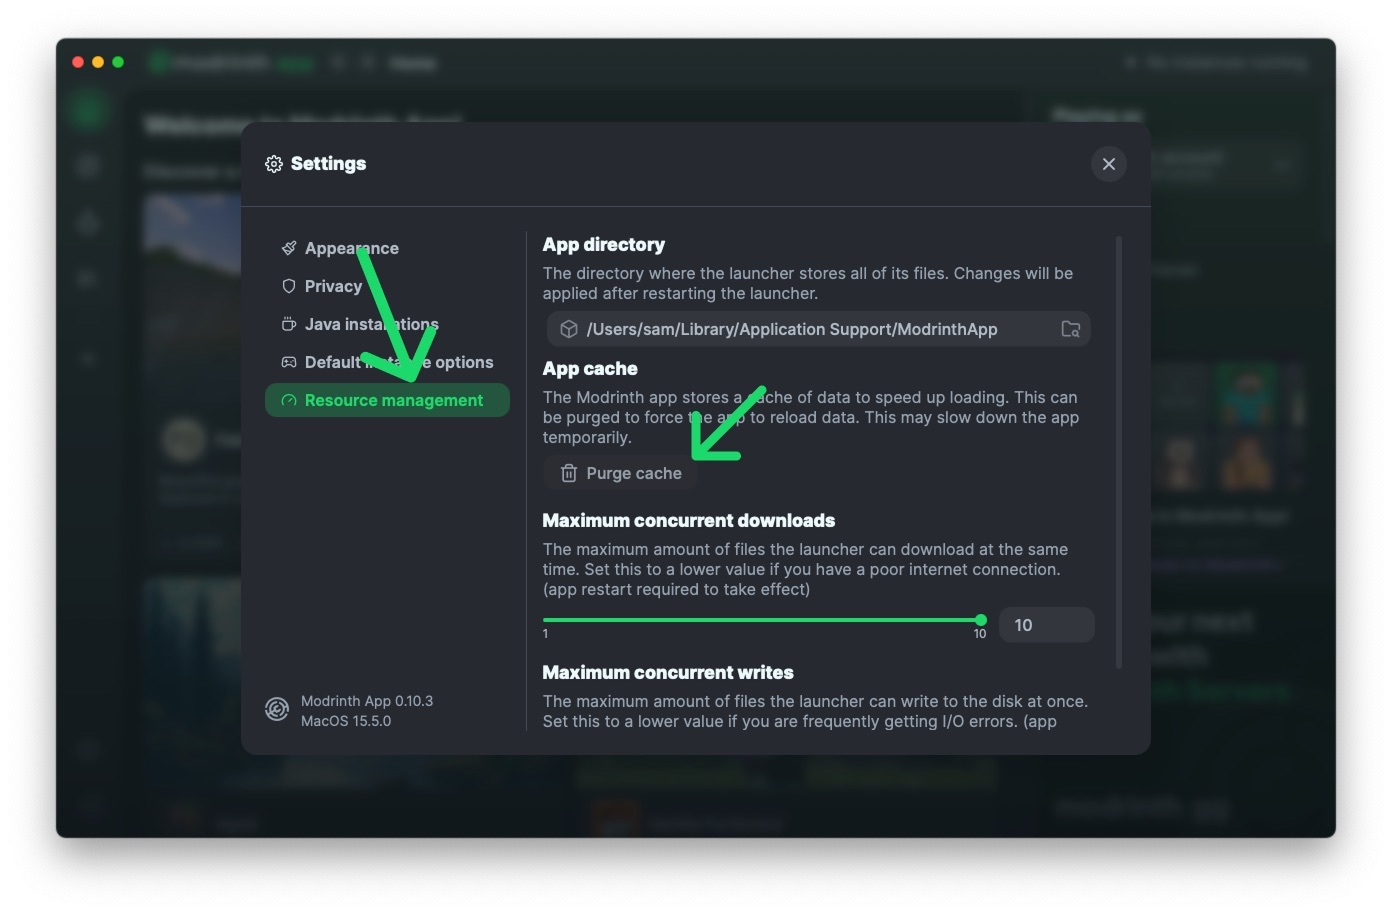 Settings
Appearance
Privacy
Java installations
Default instance options
Resource management
Modrinth App 0.10.3
MacOS 15.5.0
App directory
The directory where the launcher stores all of its files. Changes will be
applied after restarting the launcher.
/Users/sam/Library/Application Support/ModrinthApp
App cache
The Modrinth app stores a cache of data to speed up loading. This can
be purged to force the app to reload data. This may slow down the app
temporarily.
Purge cache
Maximum concurrent downloads
The maximum amount of files the launcher can download at the same
time. Set this to a lower value if you have a poor internet connection.
(app restart required to take effect)
1
10
10
Maximum concurrent writes
The maximum amount of files the launcher can write to the disk at once.
Set this to a lower value if you are frequently getting I/O errors. (app